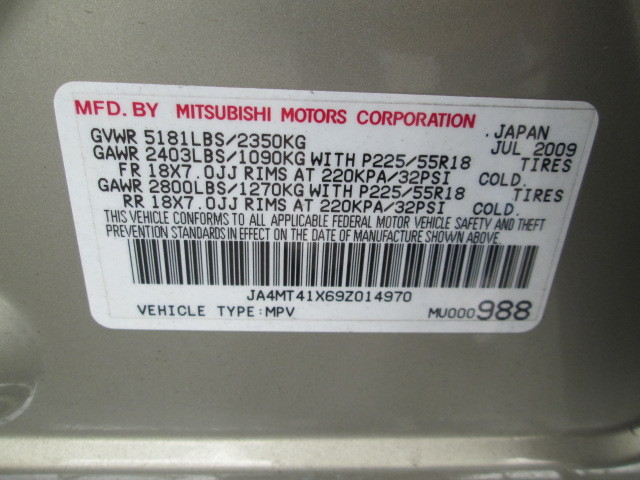 MFD. BY MITSUBISHI MOTORS CORPORATION , JAPAN
GVWR 5181LBS/2350KG JUL 2009
GAWR 2403LBS/1090KG WITH P225/55R18 TIRES
FR 18X7.0JJ RIMS AT 220KPA/32PSI COLD.
GAWR 2800LBS/1270KG WITH P225/55R18 TIRES
RR 18X7.0JJ RIMS AT 220KPA/32PSI COLD.
THIS VEHICLE CONFORMS TO ALL APPLICABLE FEDERAL MOTOR VEHICLE SAFETY AND THEFT
PREVENTION STANDARDS IN EFFECT ON THE DATE OF MANUFACTURE SHOWN ABOVE.
JA4MT41X69Z014970
VEHICLE TYPE:MPV MU000988